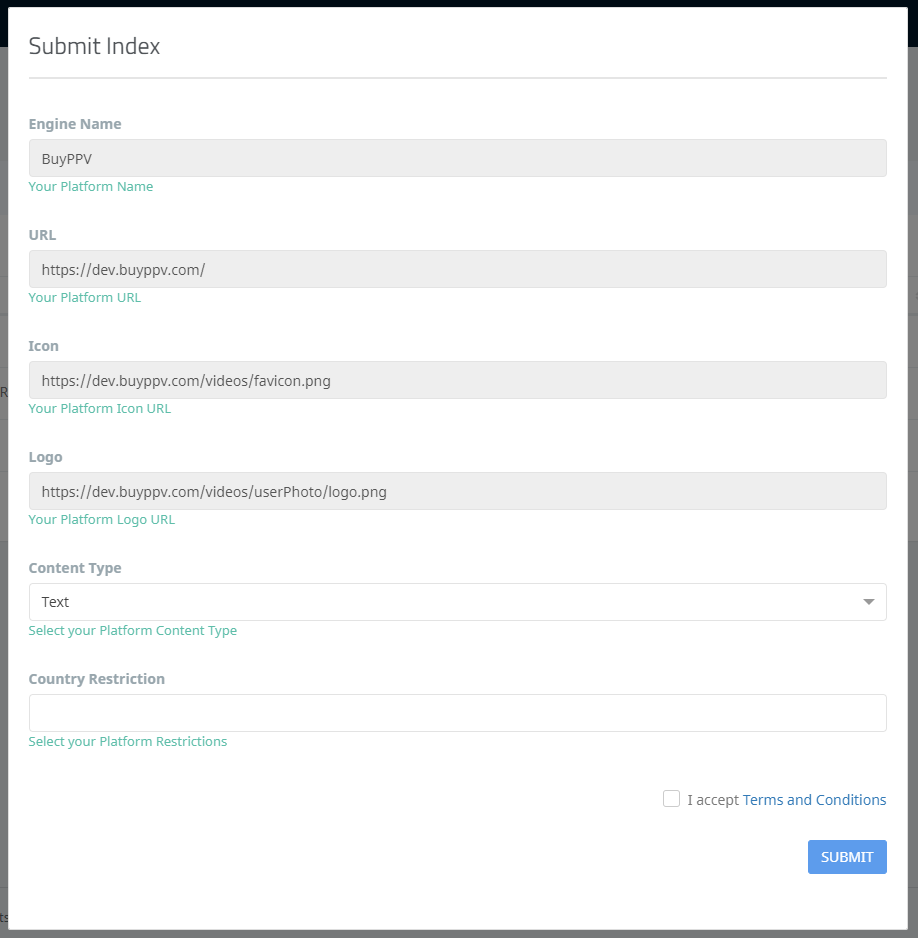 Submit Index
Engine Name
BuyPPV
Your Platform Name
URL
https://dev.buyppv.com/
Your Platform URL
Icon
https://dev.buyppv.com/videos/favicon.png
Your Platform Icon URL
Logo
https://dev.buyppv.com/videos/userPhoto/logo.png
Your Platform Logo URL
Content Type
Text
Select your Platform Content Type
Country Restriction
Select your Platform Restrictions
I accept Terms and Conditions
SUBMIT